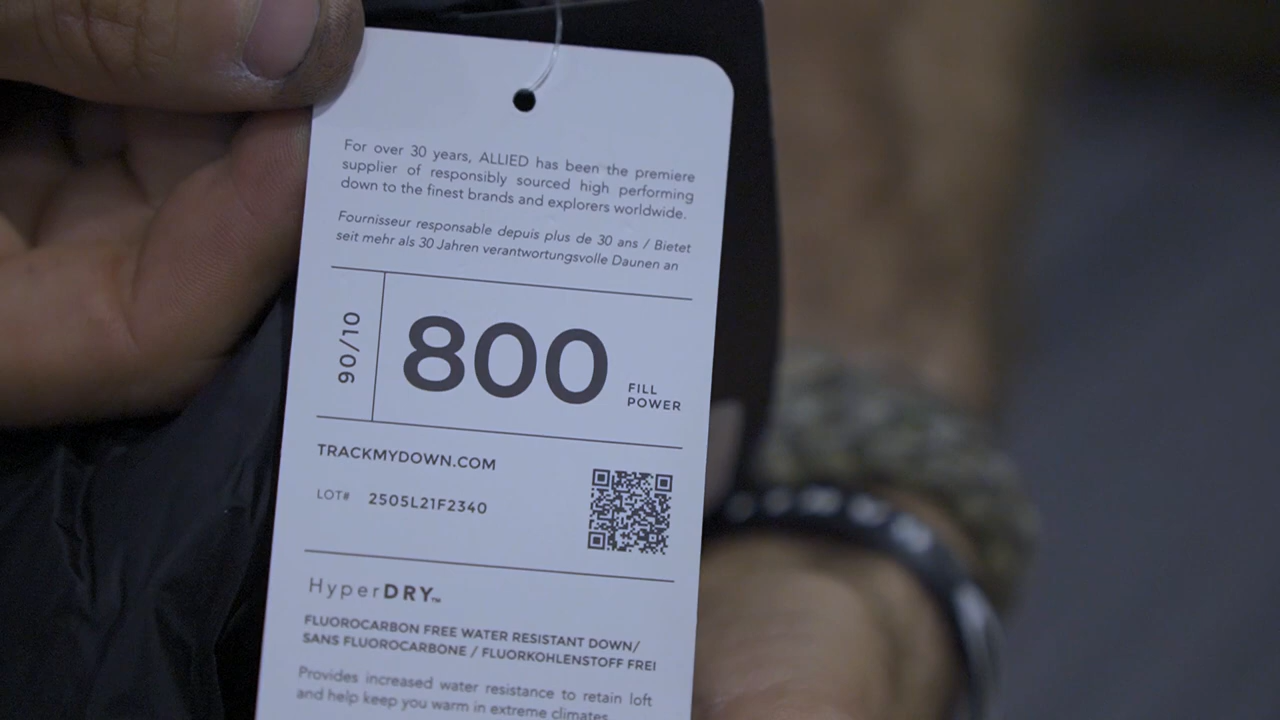 For over 30 years, ALLIED has been the premiere
supplier of responsibly sourced high performing
down to the finest brands and explorers worldwide.
Fournisseur responsable depuis plus de 30 ans / Bietet
seit mehr als 30 Jahren verantwortungsvolle Daunen an
90/10
800
FILL
POWER
TRACKMYDOWN.COM
LOT# 2505L21F2340
HyperDRY™
FLUOROCARBON FREE WATER RESISTANT DOWN/
SANS FLUOROCARBONE / FLUORKOHLENSTOFF FREI
Provides increased water resistance to retain loft
and help keep you warm in extreme climates.